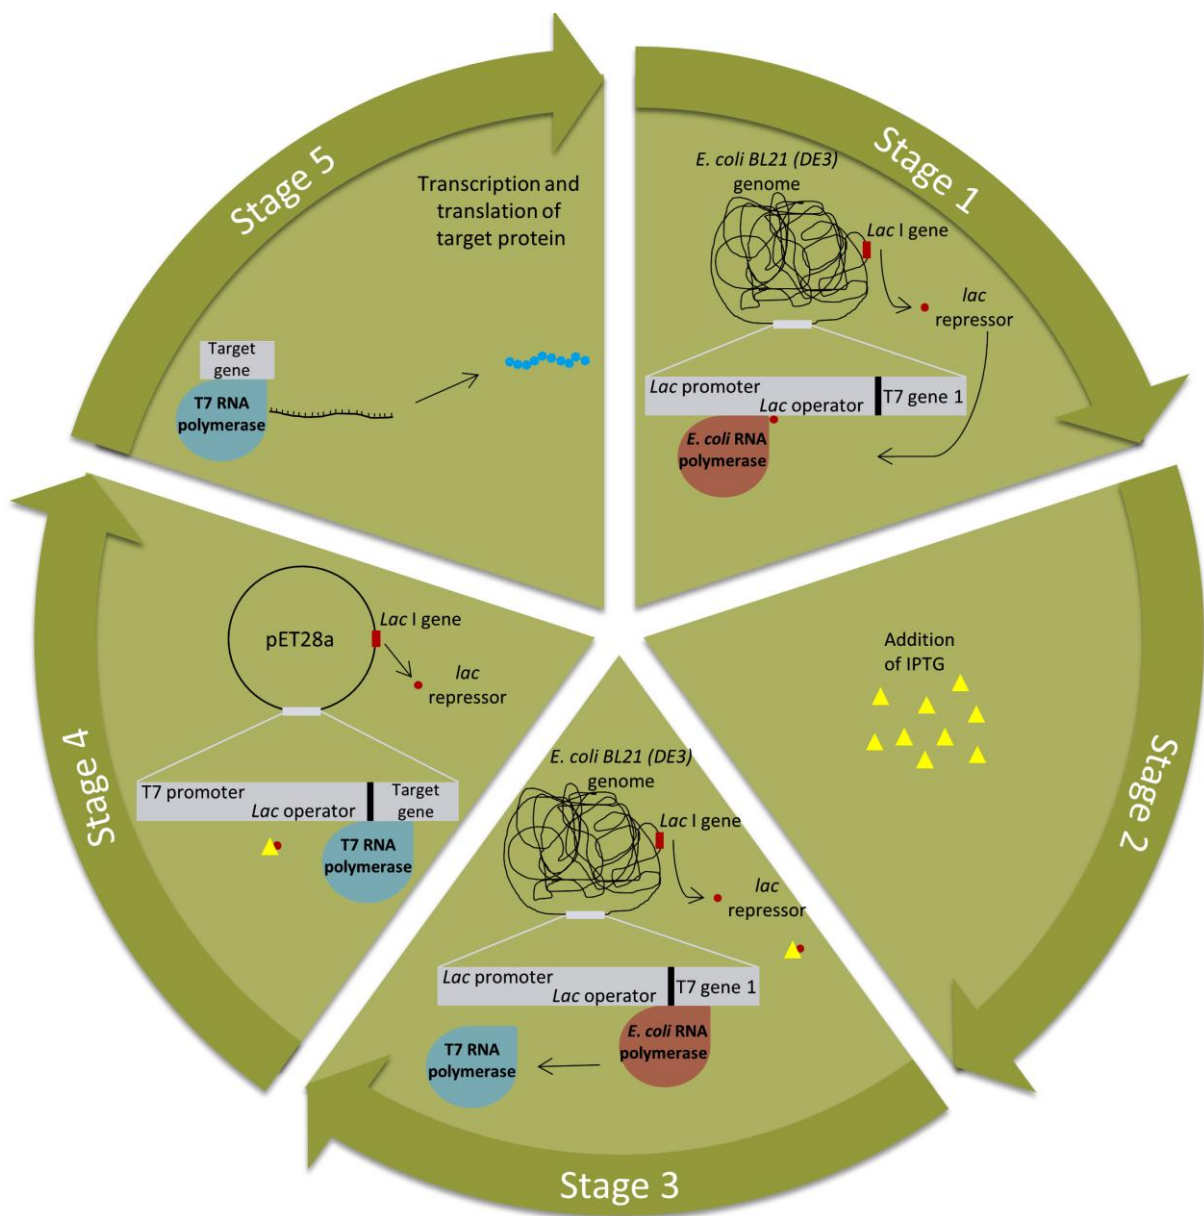 Stage 1
E. coli BL21 (DE3)
genome
Lac I gene
lac
repressor
Lac promoter
Lac operator
T7 gene 1
E. coli RNA
polymerase
Stage 2
Addition
of IPTG
Stage 3
E. coli BL21 (DE3)
genome
Lac I gene
lac
repressor
Lac promoter
Lac operator
T7 gene 1
E. coli RNA
polymerase
T7 RNA
polymerase
Stage 4
pET28a
Lac I gene
lac
repressor
T7 promoter
Lac operator
Target
gene
T7 RNA
polymerase
Stage 5
Transcription and
translation of
target protein
Target
gene
T7 RNA
polymerase